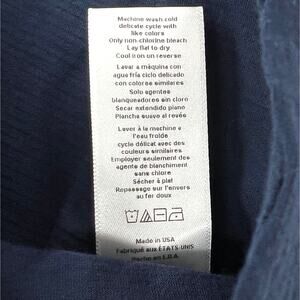 Machine wash cold
delicate cycle with
like colors
Only non-chlorine bleach
Lay flat to dry
Cool iron on reverse
Lavar a máquina con
agua fría ciclo delicado
con colores similares
Solo agentes
blanqueadores sin cloro
Secar extendido plano
Plancha suave al revés
Laver à la machine à
l'eau froide
cycle délicat avec des
couleurs similaires
Employer seulement des
agents de blanchiment
sans chlore
Sécher à plat
Repassage sur l'envers
au fer doux
Made in USA
Fabriqué aux ÉTATS-UNIS
Hecho en E.U.A.